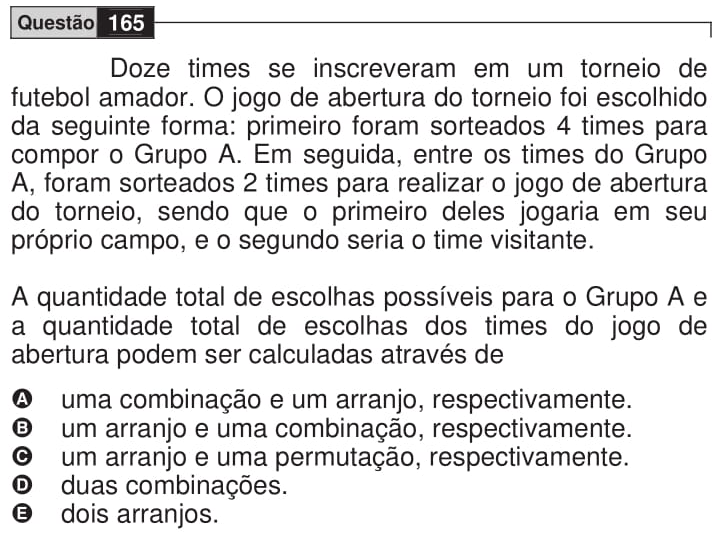 Questão 165
Doze times se inscreveram em um torneio de
futebol amador. O jogo de abertura do torneio foi escolhido
da seguinte forma: primeiro foram sorteados 4 times para
compor o Grupo A. Em seguida, entre os times do Grupo
A, foram sorteados 2 times para realizar o jogo de abertura
do torneio, sendo que o primeiro deles jogaria em seu
próprio campo, e o segundo seria o time visitante.
A quantidade total de escolhas possíveis para o Grupo A e
a quantidade total de escolhas dos times do jogo de
abertura podem ser calculadas através de
A uma combinação e um arranjo, respectivamente.
B um arranjo e uma combinação, respectivamente.
C um arranjo e uma permutação, respectivamente.
D duas combinações.
E dois arranjos.